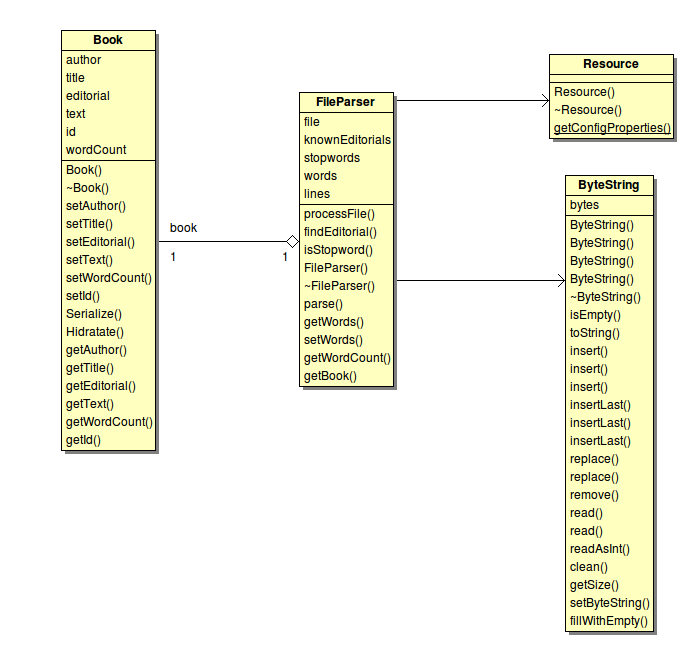 Book
author
title
editorial
text
id
wordCount
Book()
~Book()
setAuthor()
setTitle()
setEditorial()
setText()
setWordCount()
setId()
Serialize()
Hidratate()
getAuthor()
getTitle()
getEditorial()
getText()
getWordCount()
getId()
book
1
1
FileParser
file
knownEditorials
stopwords
words
lines
processFile()
findEditorial()
isStopword()
FileParser()
~FileParser()
parse()
getWords()
setWords()
getWordCount()
getBook()
Resource
Resource()
~Resource()
getConfigProperties()
ByteString
bytes
ByteString()
ByteString()
ByteString()
ByteString()
~ByteString()
isEmpty()
toString()
insert()
insert()
insert()
insertLast()
insertLast()
insertLast()
replace()
replace()
remove()
read()
read()
readAsInt()
clean()
getSize()
setByteString()
fillWithEmpty()